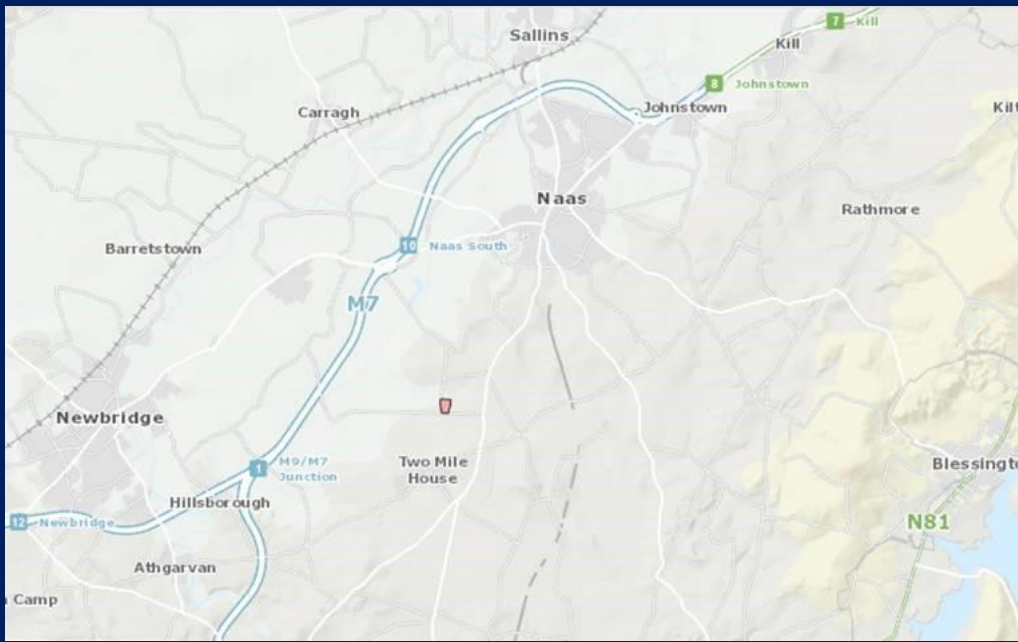 7 Kill
Sallins
Kill
8 Johnstown
Johnstown
Carragh
Naas
Rathmore
Barretstown
10 Naas South
M7
Newbridge
1 M9/M7
Junction
Two Mile
House
Hillsborough
N81
12 Newbridge
Athgarvan
Camp